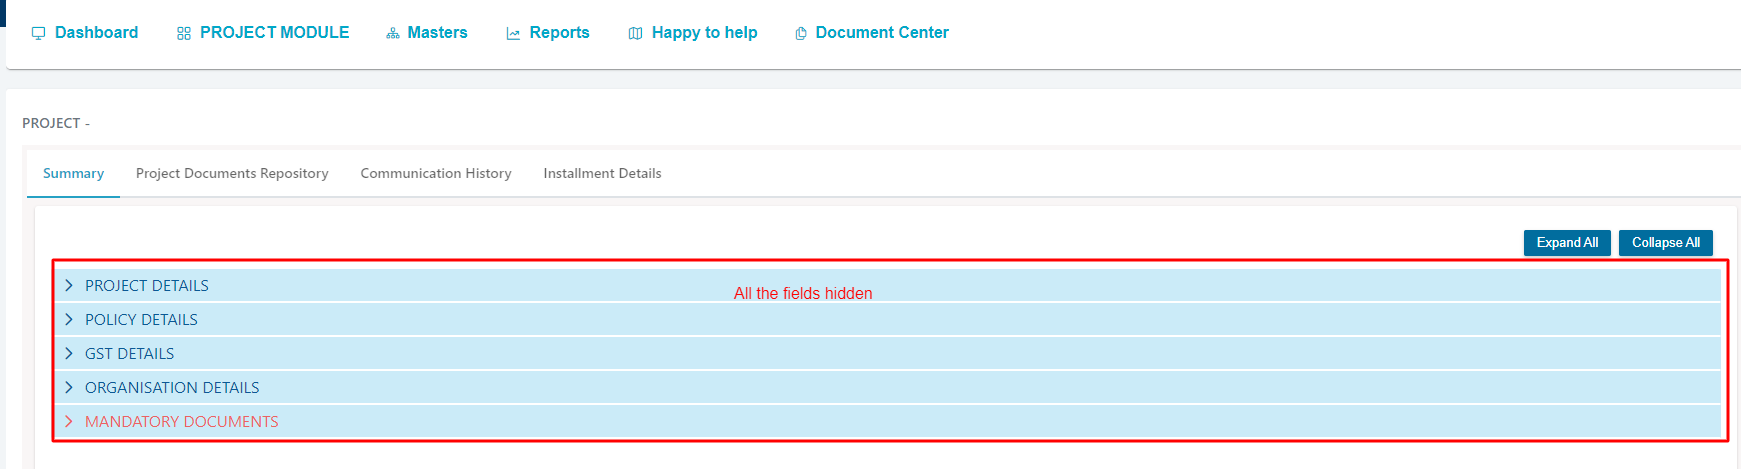 Dashboard PROJECT MODULE Masters Reports Happy to help Document Center
PROJECT -
Summary Project Documents Repository Communication History Installment Details
Expand All Collapse All
PROJECT DETAILS
All the fields hidden
POLICY DETAILS
GST DETAILS
ORGANISATION DETAILS
MANDATORY DOCUMENTS